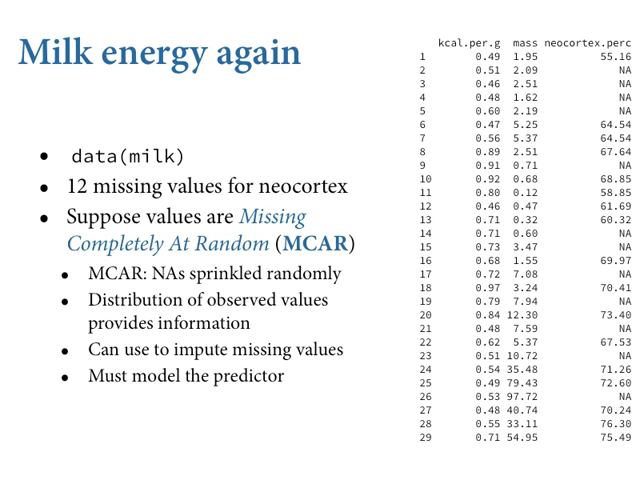 Milk energy again
• data(milk)
• 12 missing values for neocortex
• Suppose values are Missing
Completely At Random (MCAR)
• MCAR: NAs sprinkled randomly
• Distribution of observed values
provides information
• Can use to impute missing values
• Must model the predictor
kcal.per.g mass neocortex.perc
1 0.49 1.95 55.16
2 0.51 2.09 NA
3 0.46 2.51 NA
4 0.48 1.62 NA
5 0.60 2.19 NA
6 0.47 5.25 64.54
7 0.56 5.37 64.54
8 0.89 2.51 67.64
9 0.91 0.71 NA
10 0.92 0.68 68.85
11 0.80 0.12 58.85
12 0.46 0.47 61.69
13 0.71 0.32 60.32
14 0.71 0.60 NA
15 0.73 3.47 NA
16 0.68 1.55 69.97
17 0.72 7.08 NA
18 0.97 3.24 70.41
19 0.79 7.94 NA
20 0.84 12.30 73.40
21 0.48 7.59 NA
22 0.62 5.37 67.53
23 0.51 10.72 NA
24 0.54 35.48 71.26
25 0.49 79.43 72.60
26 0.53 97.72 NA
27 0.48 40.74 70.24
28 0.55 33.11 76.30
29 0.71 54.95 75.49